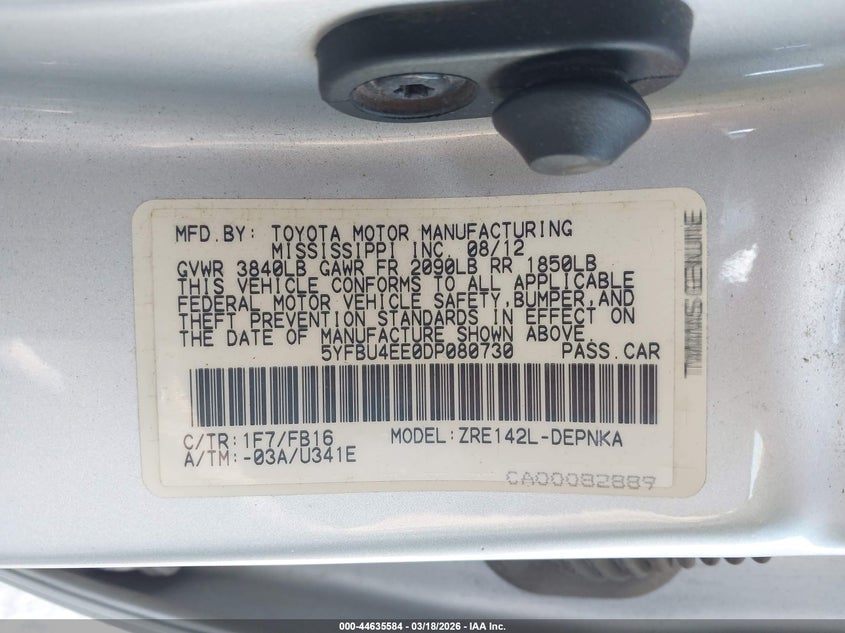 MFD.BY: TOYOTA MOTOR MANUFACTURING
MISSISSIPPI INC. 08/12
GVWR 3840LB GAWR FR 2090LB RR 1850LB
THIS VEHICLE CONFORMS TO ALL APPLICABLE
FEDERAL MOTOR VEHICLE SAFETY,BUMPER,AND
THEFT PREVENTION STANDARDS IN EFFECT ON
THE DATE OF MANUFACTURE SHOWN ABOVE.
5YFBU4EE0DP080730 PASS.CAR
C/TR:1F7/FB16 MODEL:ZRE142L-DEPNKA
A/TM:-03A/U341E
CA00082889
GENUINE
000-44635584 / 03/18/2026 - IAA Inc.